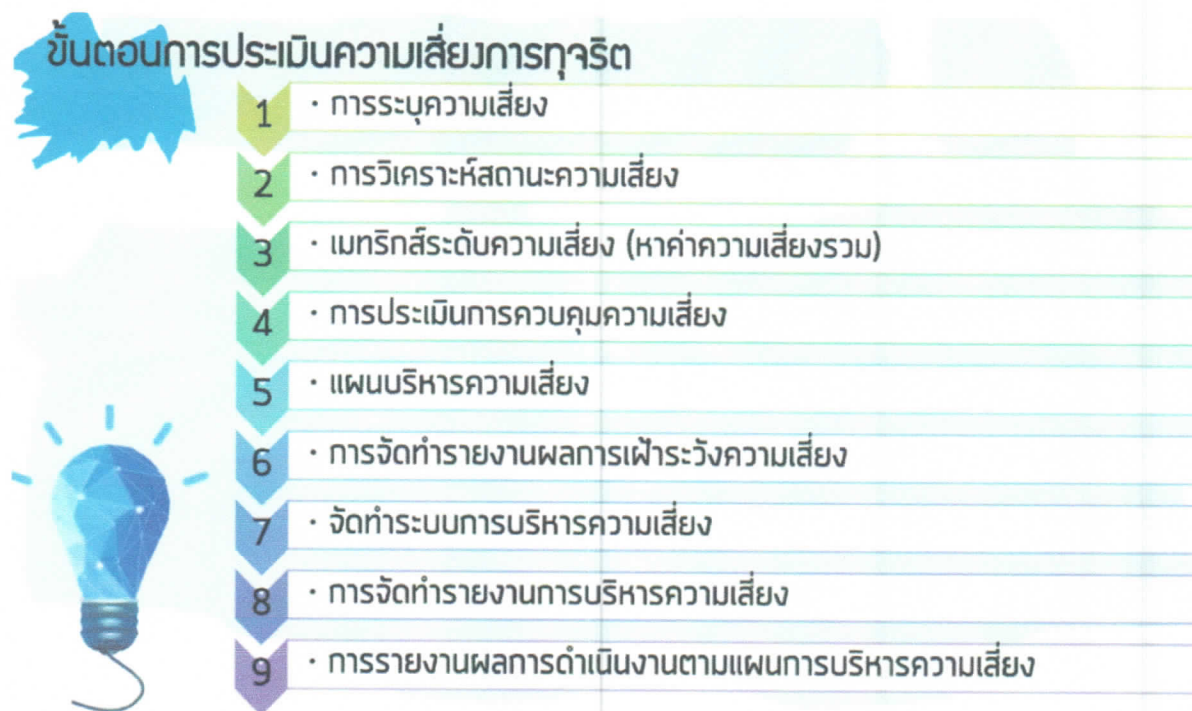 ขั้นตอนการประเมินความเสี่ยงการทุจริต
1 · การระบุความเสี่ยง
2 · การวิเคราะห์สถานะความเสี่ยง
3 · เมทริกส์ระดับความเสี่ยง (หาค่าความเสี่ยงรวม)
4 · การประเมินการควบคุมความเสี่ยง
5 · แผนบริหารความเสี่ยง
6 · การจัดทำรายงานผลการเฝ้าระวังความเสี่ยง
7 · จัดทำระบบการบริหารความเสี่ยง
8 · การจัดทำรายงานการบริหารความเสี่ยง
9 · การรายงานผลการดำเนินงานตามแผนการบริหารความเสี่ยง